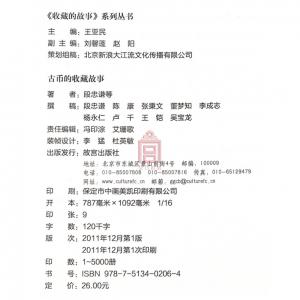 《收藏的故事》系列丛书
主 编：王亚民
副 主 编：刘馨蓬 赵 阳
策划组稿：北京新浪大江流文化传播有限公司
古币的收藏故事
著 者：段忠谦等
撰 稿：段忠谦 陈 康 张秉文 雷梦知 李成志
杨永仁 卢 千 王 铠 吴宝龙
责任编辑：冯印淙 艾珊歌
装帧设计：李 猛 杜英敏
出版发行：故宫出版社
地址：北京东城区景山前街4号 邮编：100009
电话：010-85007808 010-85007816 传真：010-65129479
网址：www.culturefc.cn 邮箱：ggcb@culturefc.cn
印 刷：保定市中画美凯印刷有限公司
开 本：787毫米×1092毫米 1/16
印 张：9
字 数：120千字
版 次：2011年12月第1版
2011年12月第1次印刷
印 数：1~5000册
书 号：ISBN 978-7-5134-0206-4
定 价：26.00元